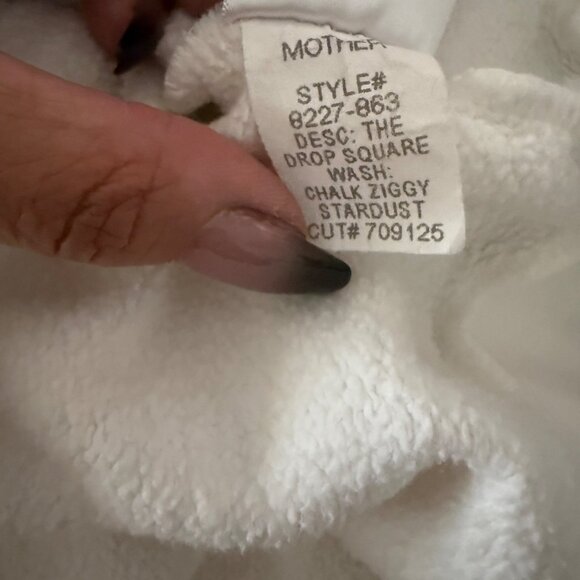 MOTHER
STYLE#
8227-863
DESC: THE
DROP SQUARE
WASH:
CHALK ZIGGY
STARDUST
CUT# 709125